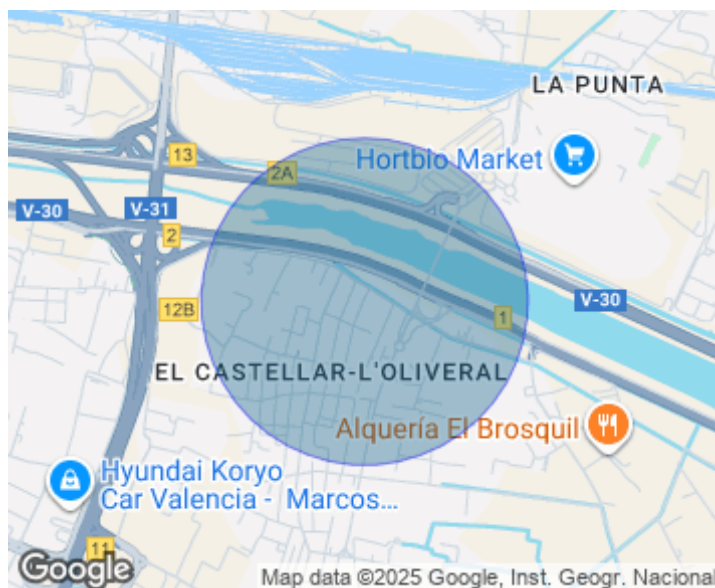 LA PUNTA
13
Hortbio Market
2A
V-30
V-31
2
V-30
12B
1
EL CASTELLAR-L'OLIVERAL
Alquería El Brosquil
Hyundai Koryo
Car Valencia - Marcos...
11
Google
Map data ©2025 Google, Inst. Geogr. Nacional